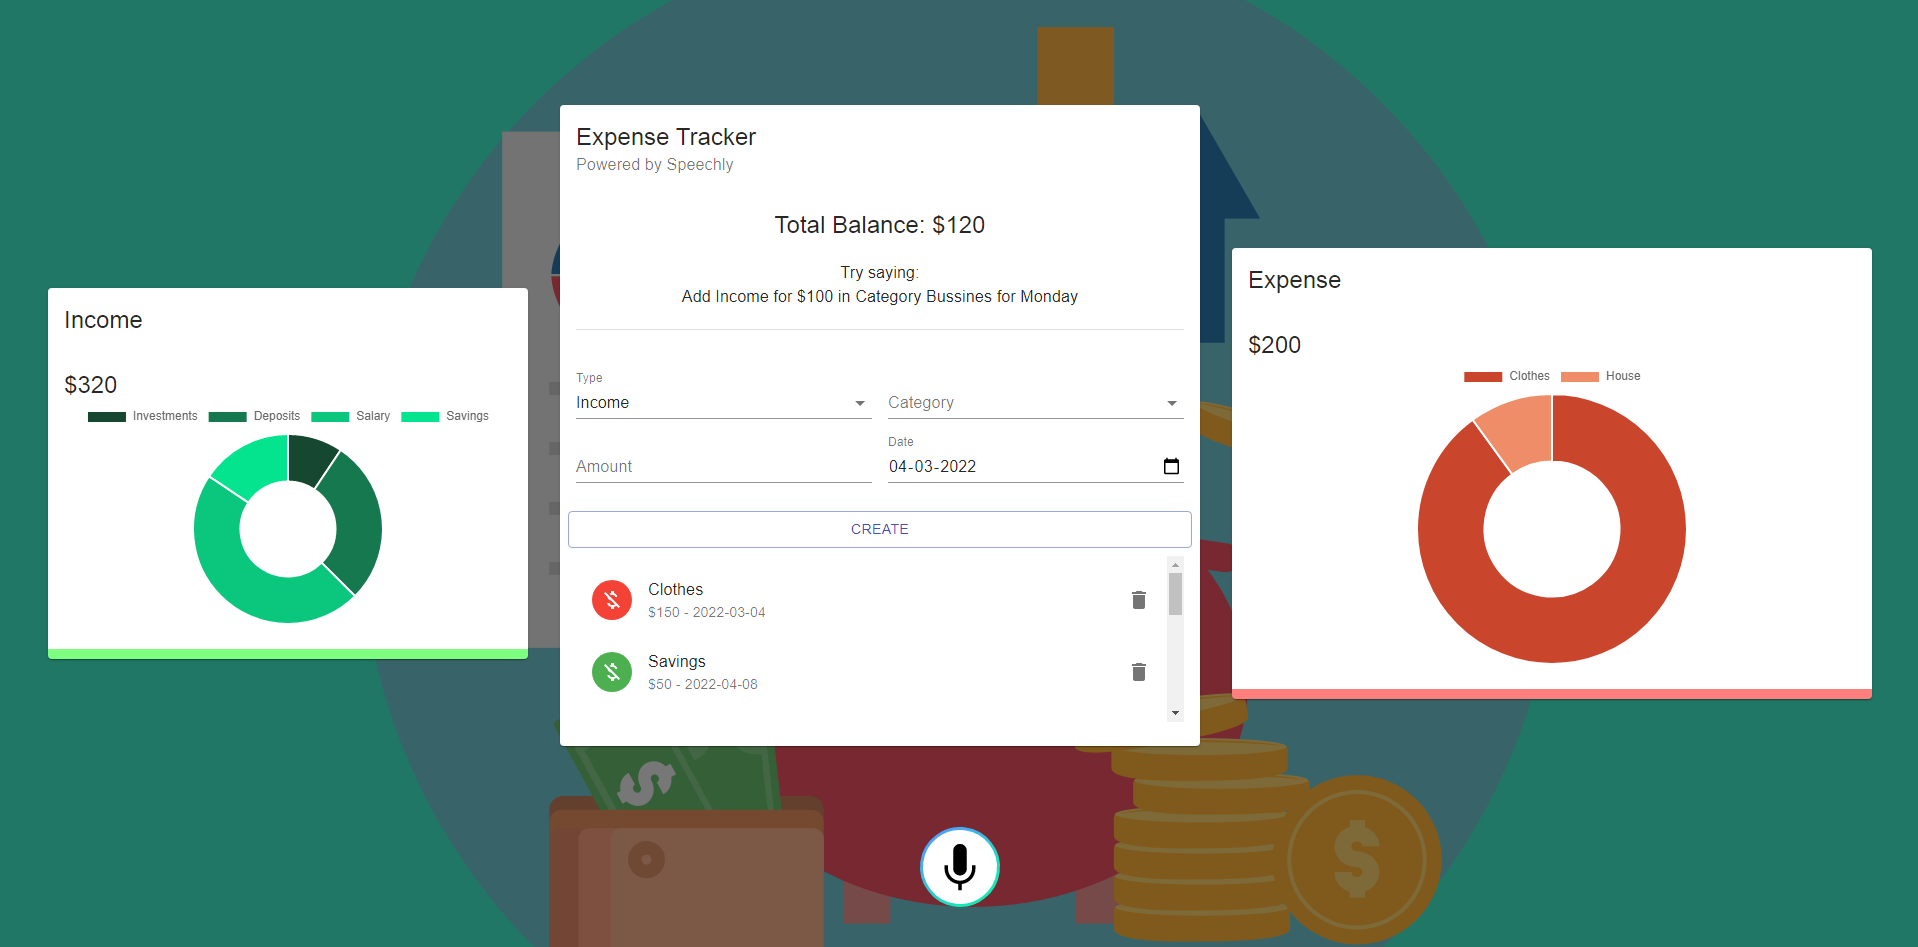 Income
$320
Investments Deposits Salary Savings
Expense Tracker
Powered by Speechly
Total Balance: $120
Try saying:
Add Income for $100 in Category Bussines for Monday
Type
Income
Category
Amount
Date
04-03-2022
CREATE
Clothes
$150 - 2022-03-04
Savings
$50 - 2022-04-08
Expense
$200
Clothes House
$
$